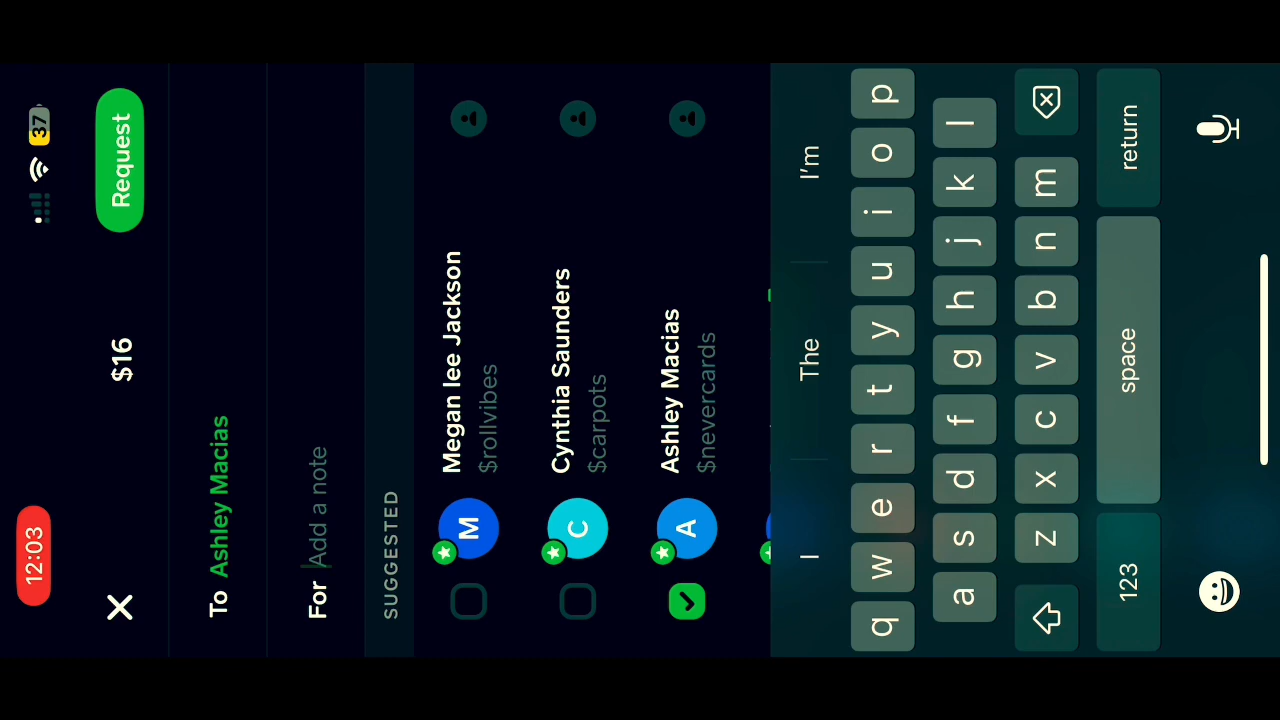 12:03
37
$16
Request
To Ashley Macias
For Add a note
SUGGESTED
M
Megan lee Jackson
$rollvibes
C
Cynthia Saunders
$carpots
A
Ashley Macias
$nevercards
I The I'm
q w e r t y u i o p
a s d f g h j k l
z x c v b n m
123 space return